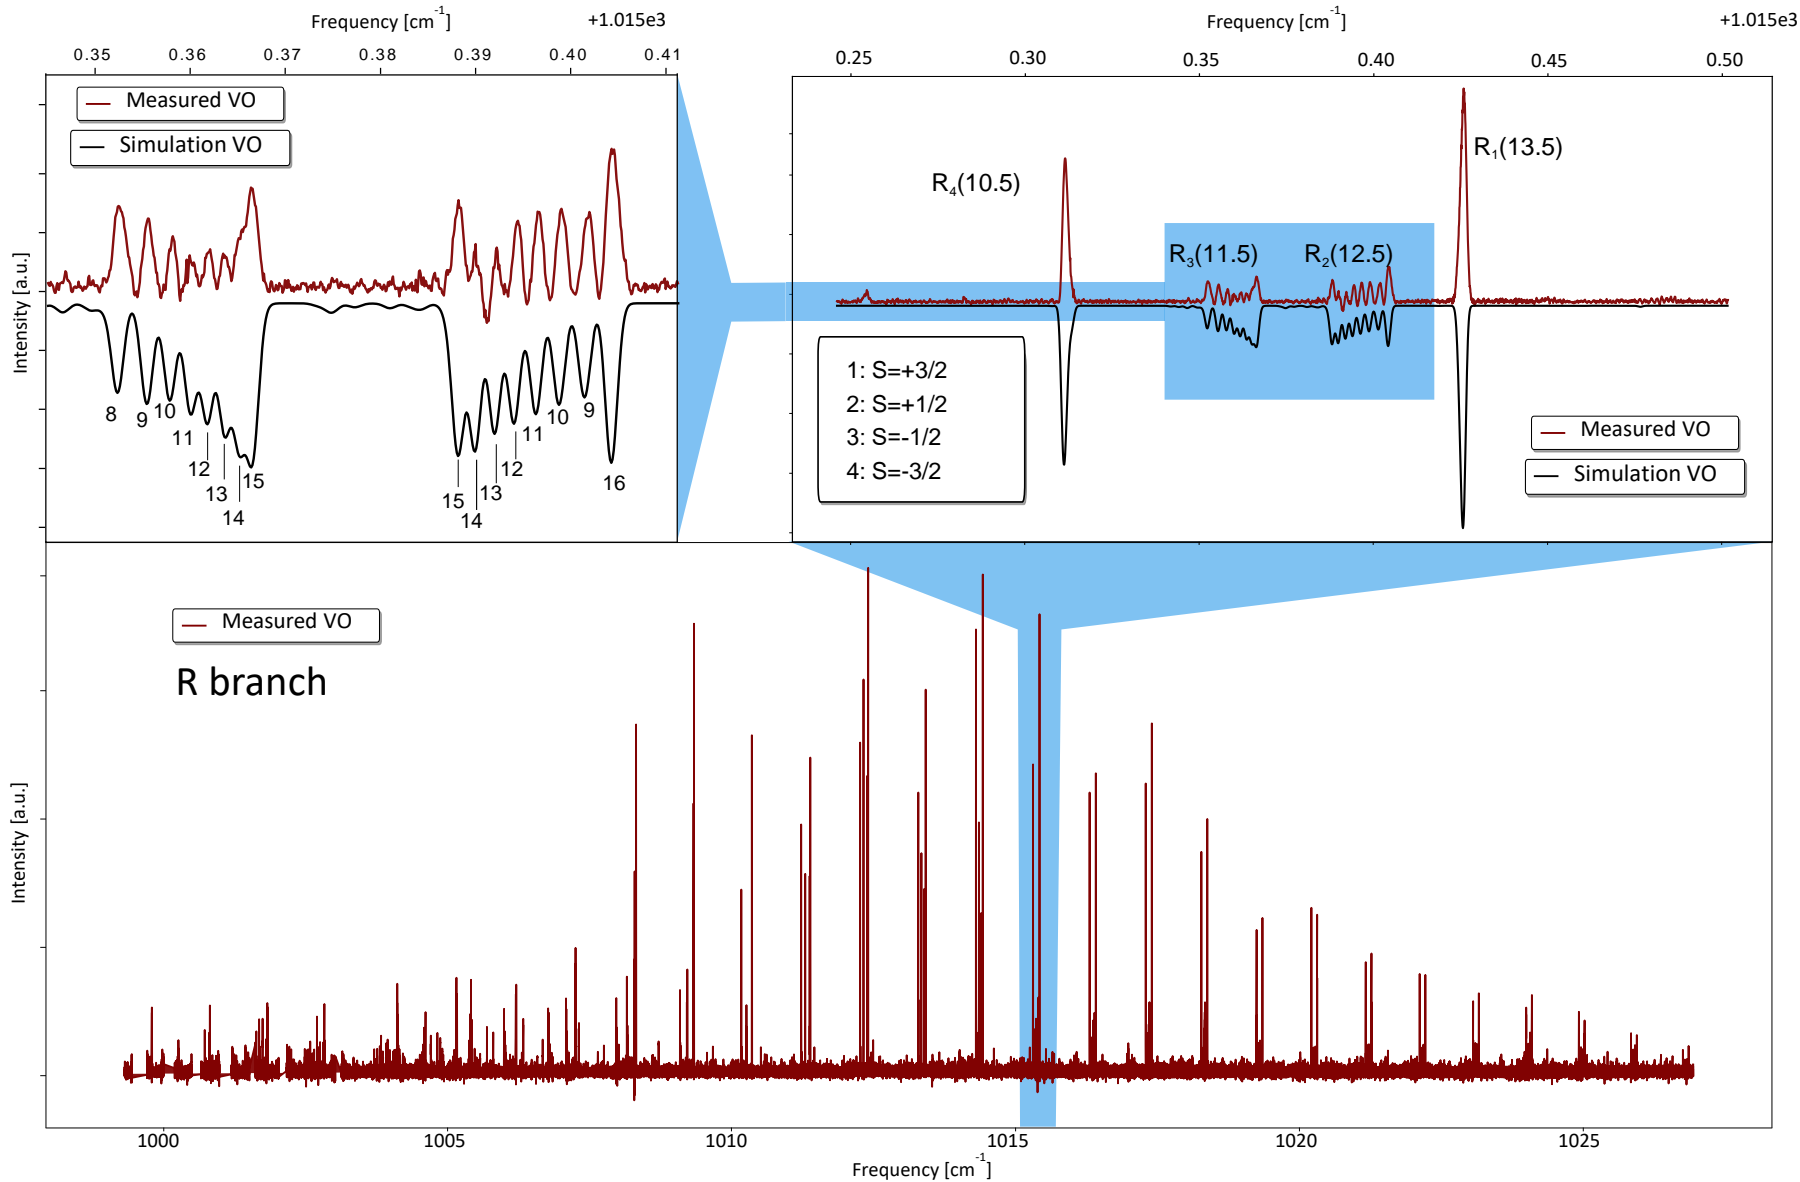 Frequency [cm-1]
+1.015e3
0.35 0.36 0.37 0.38 0.39 0.40 0.41
Measured VO
Simulation VO
Intensity [a.u.]
8
9
10
11
12
13
14
15
15
14
13
12
11
10
9
16
Frequency [cm-1]
+1.015e3
0.25 0.30 0.35 0.40 0.45 0.50
R4(10.5)
R3(11.5)
R2(12.5)
R1(13.5)
1: S=+3/2
2: S=+1/2
3: S=-1/2
4: S=-3/2
Measured VO
Simulation VO
Intensity [a.u.]
Measured VO
R branch
1000 1005 1010 1015 1020 1025
Frequency [cm-1]